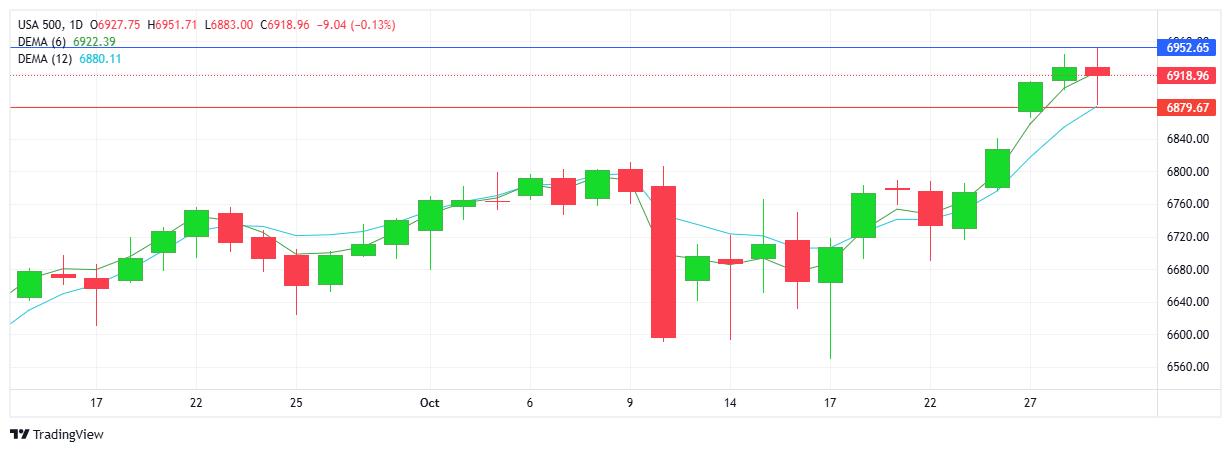 USA 500, 1D O6927.75 H6951.71 L6883.00 C6918.96 −9.04 (−0.13%)
DEMA (6) 6922.39
DEMA (12) 6880.11
6952.65
6918.96
6879.67
6840.00
6800.00
6760.00
6720.00
6680.00
6640.00
6600.00
6560.00
17 22 25 Oct 6 9 14 17 22 27
TradingView